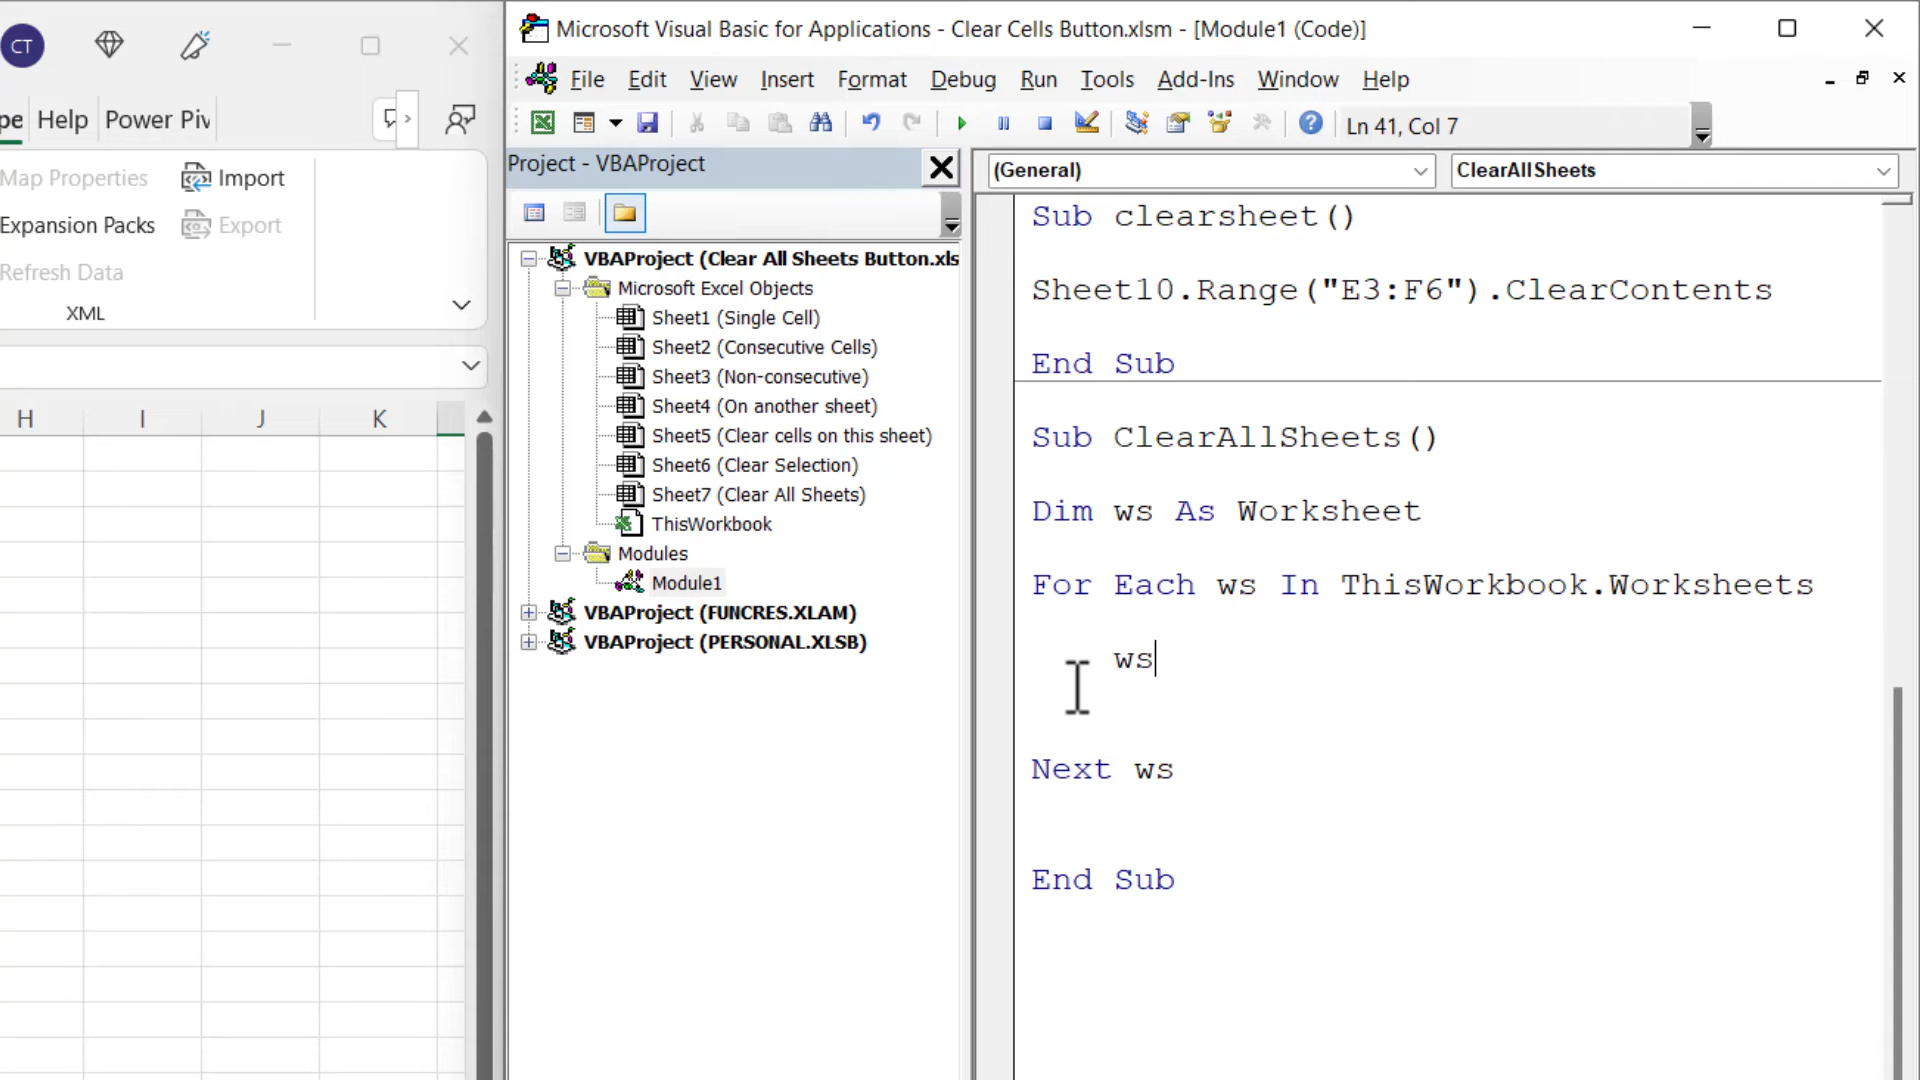 CT
Microsoft Visual Basic for Applications - Clear Cells Button.xlsm - [Module1 (Code)]
File Edit View Insert Format Debug Run Tools Add-Ins Window Help
pe Help Power Piv
Ln 41, Col 7
Map Properties Import
Expansion Packs Export
Refresh Data
XML
H I J K
Project - VBAProject
VBAProject (Clear All Sheets Button.xls
Microsoft Excel Objects
Sheet1 (Single Cell)
Sheet2 (Consecutive Cells)
Sheet3 (Non-consecutive)
Sheet4 (On another sheet)
Sheet5 (Clear cells on this sheet)
Sheet6 (Clear Selection)
Sheet7 (Clear All Sheets)
ThisWorkbook
Modules
Module1
VBAProject (FUNCRES.XLAM)
VBAProject (PERSONAL.XLSB)
(General) ClearAllSheets
Sub clearsheet()
Sheet10.Range("E3:F6").ClearContents
End Sub
Sub ClearAllSheets()
Dim ws As Worksheet
For Each ws In ThisWorkbook.Worksheets
ws
Next ws
End Sub